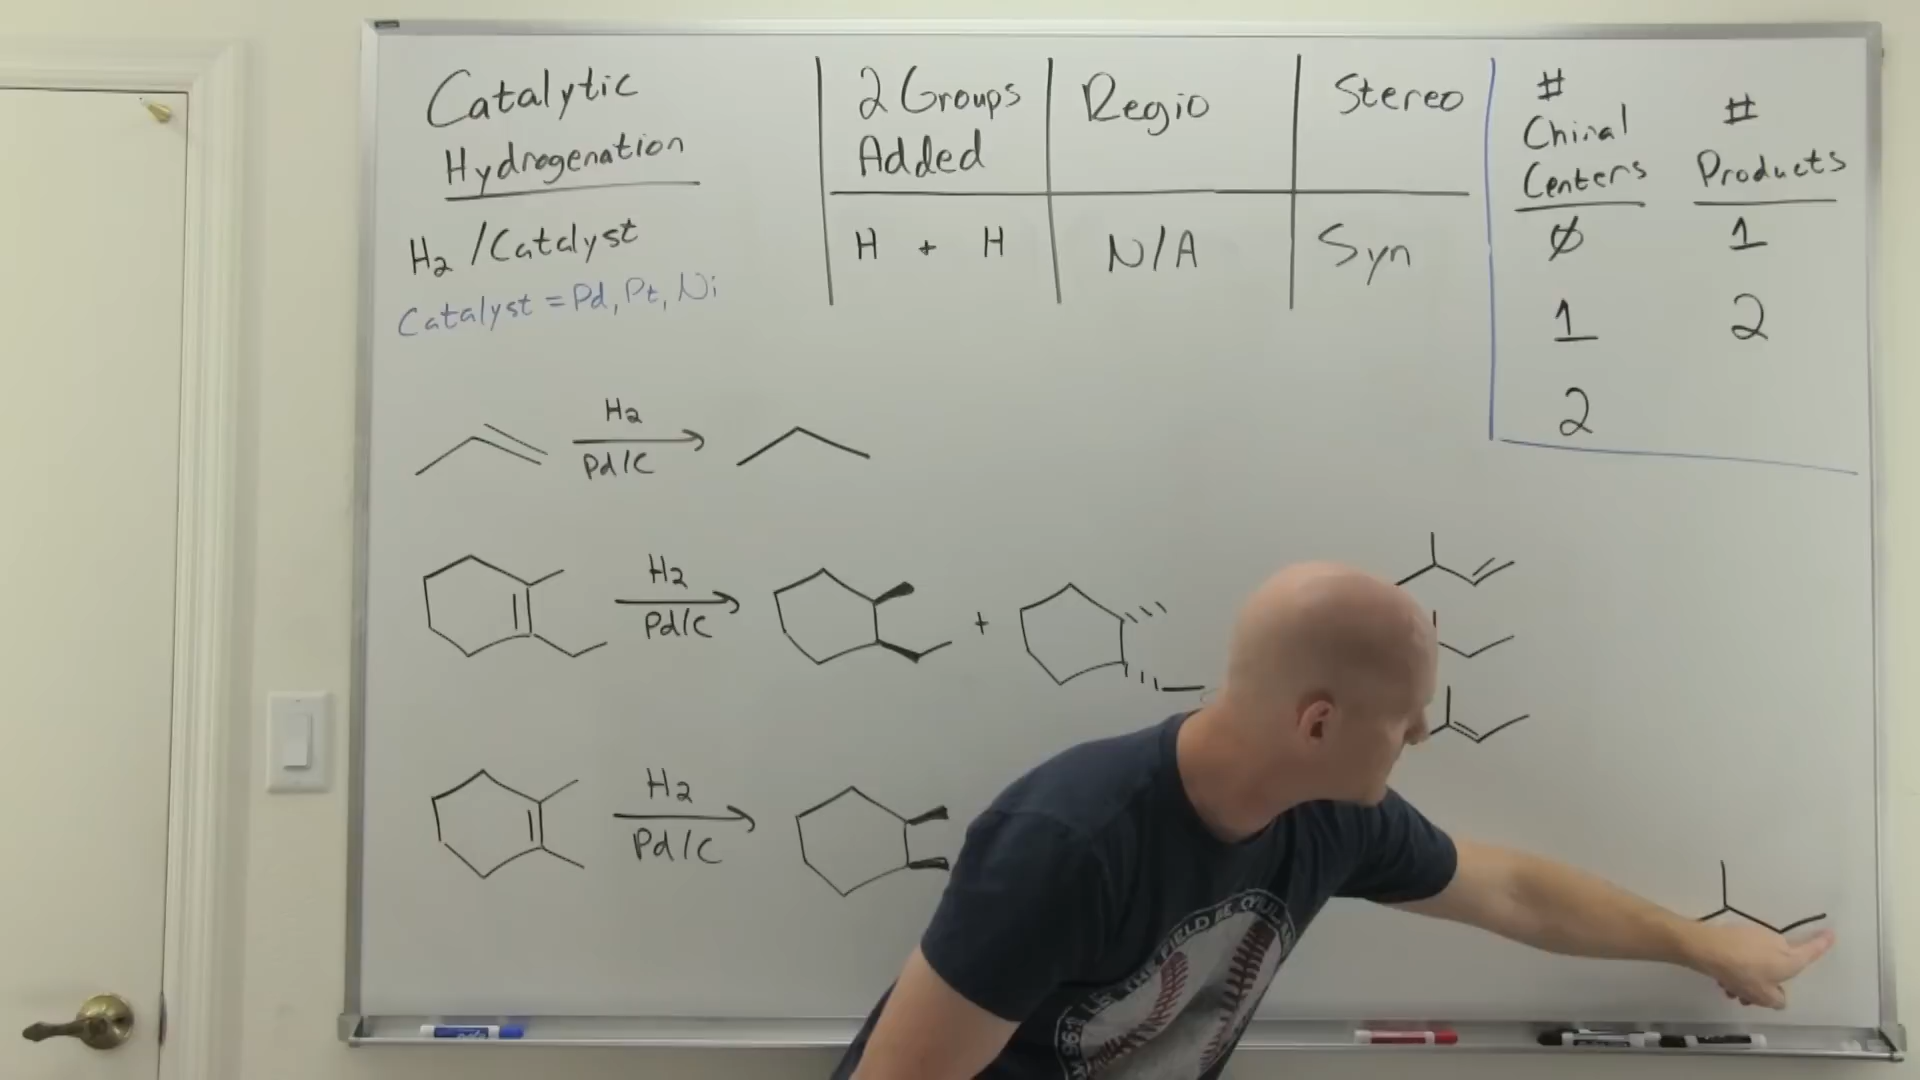 Catalytic
Hydrogenation
H2 /Catalyst
Catalyst = Pd, Pt, Ni
2 Groups
Added
Regio
Stereo
H + H
N/A
Syn
#
Chiral
Centers
#
Products
∅ 1
1 2
2
H2
Pd/C
H2
Pd/C
+
H2
Pd/C